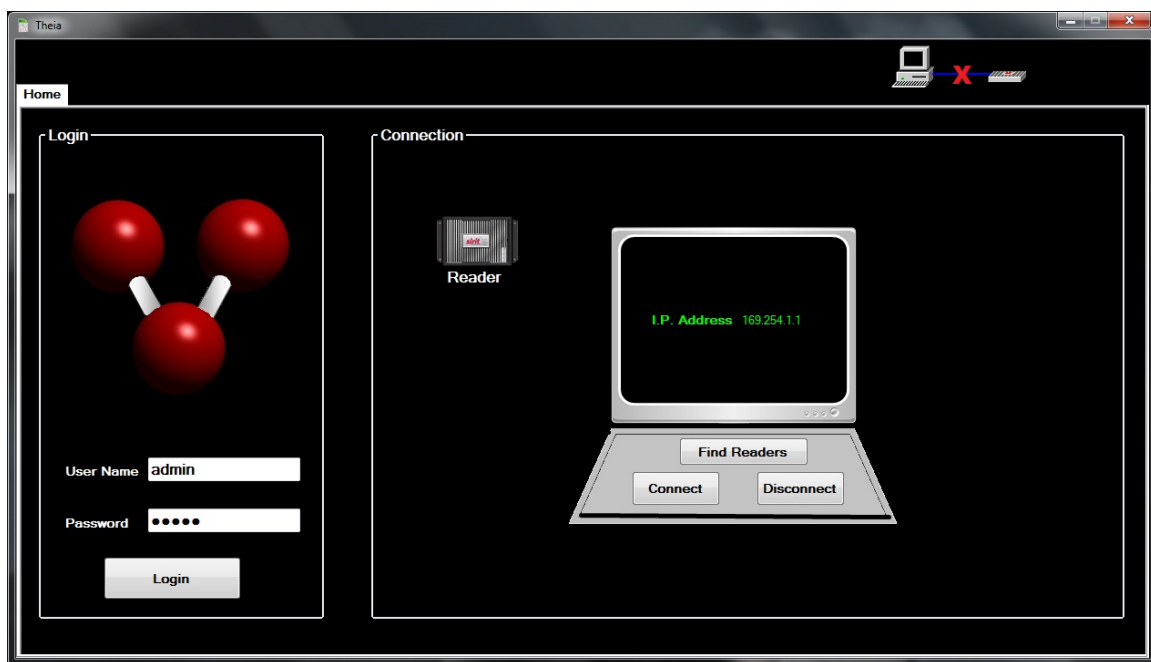 Theia
Home
Login
Connection
sirit
Reader
I.P. Address 169.254.1.1
Find Readers
Connect Disconnect
User Name admin
Password •••••
Login